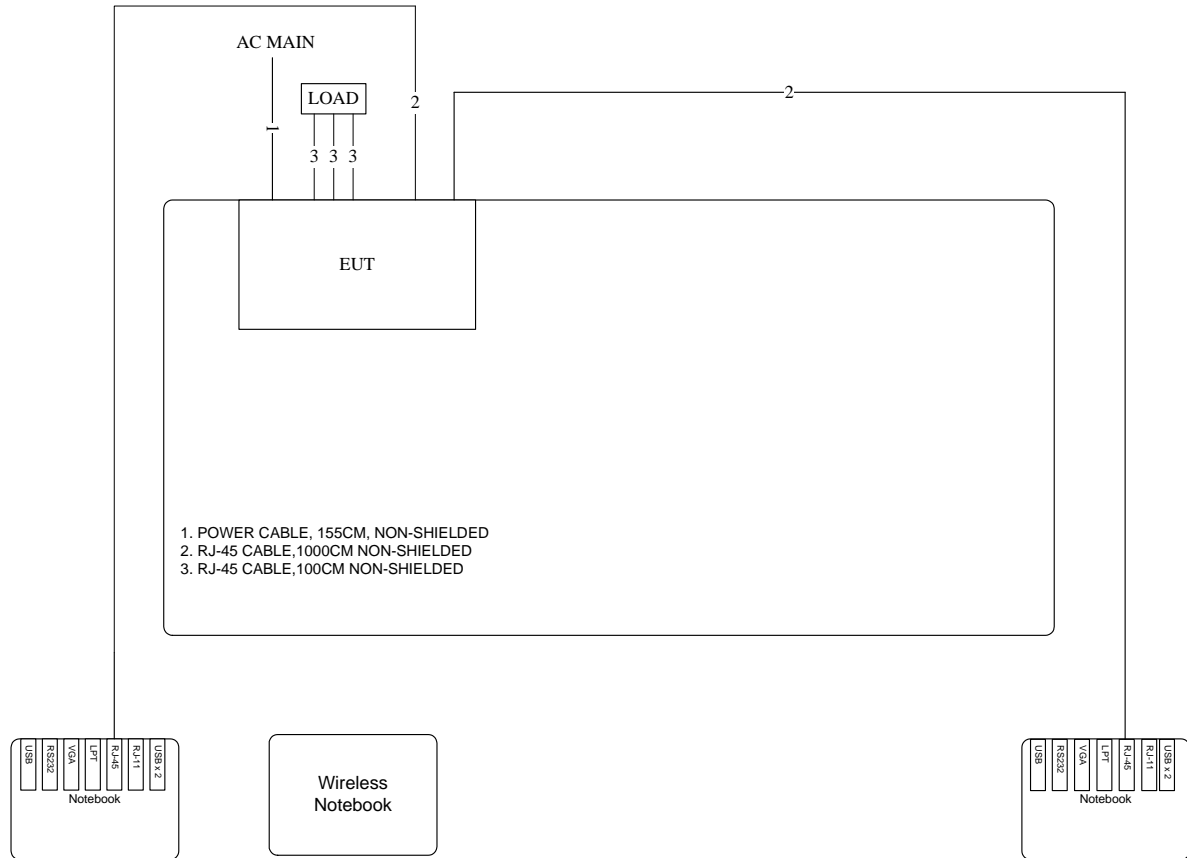 AC MAIN
LOAD
2
2
1
3 3 3
EUT
1. POWER CABLE, 155CM, NON-SHIELDED
2. RJ-45 CABLE,1000CM NON-SHIELDED
3. RJ-45 CABLE,100CM NON-SHIELDED
USB RS232 VGA LPT RJ-45 RJ-11 USB x 2
Notebook
Wireless
Notebook
USB RS232 VGA LPT RJ-45 RJ-11 USB x 2
Notebook